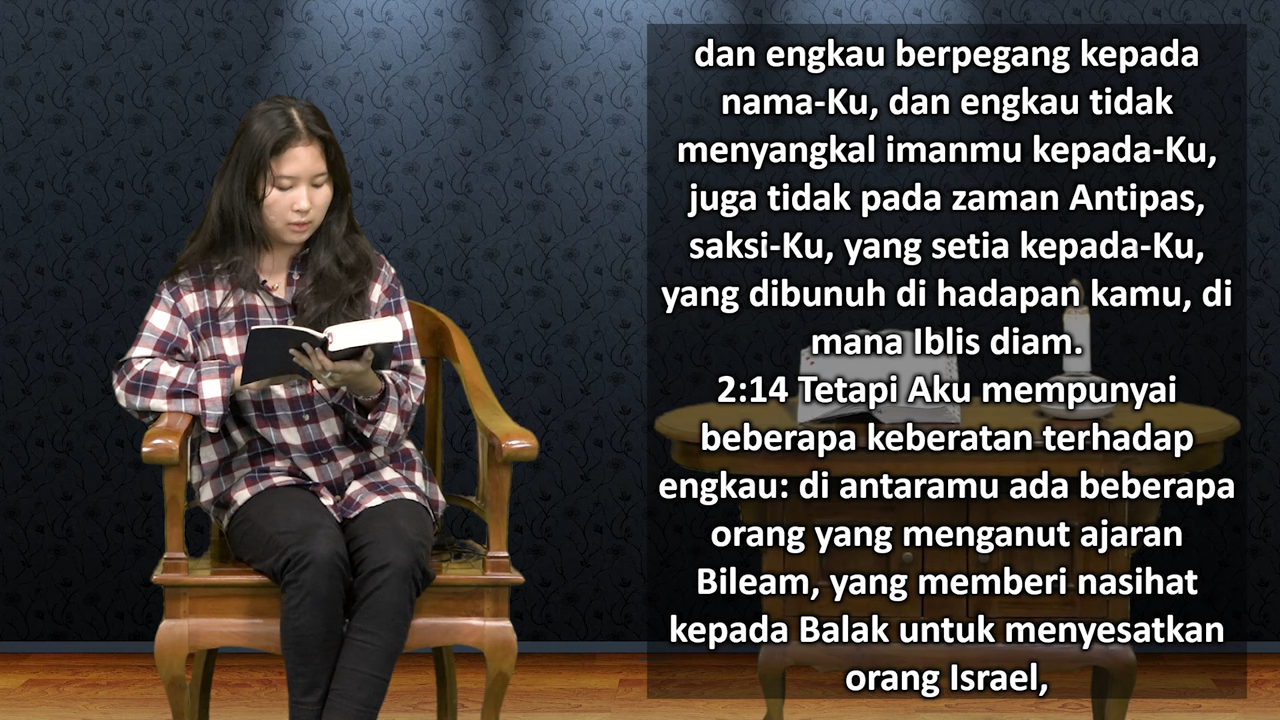 dan engkau berpegang kepada
nama-Ku, dan engkau tidak
menyangkal imanmu kepada-Ku,
juga tidak pada zaman Antipas,
saksi-Ku, yang setia kepada-Ku,
yang dibunuh di hadapan kamu, di
mana Iblis diam.
2:14 Tetapi Aku mempunyai
beberapa keberatan terhadap
engkau: di antaramu ada beberapa
orang yang menganut ajaran
Bileam, yang memberi nasihat
kepada Balak untuk menyesatkan
orang Israel,